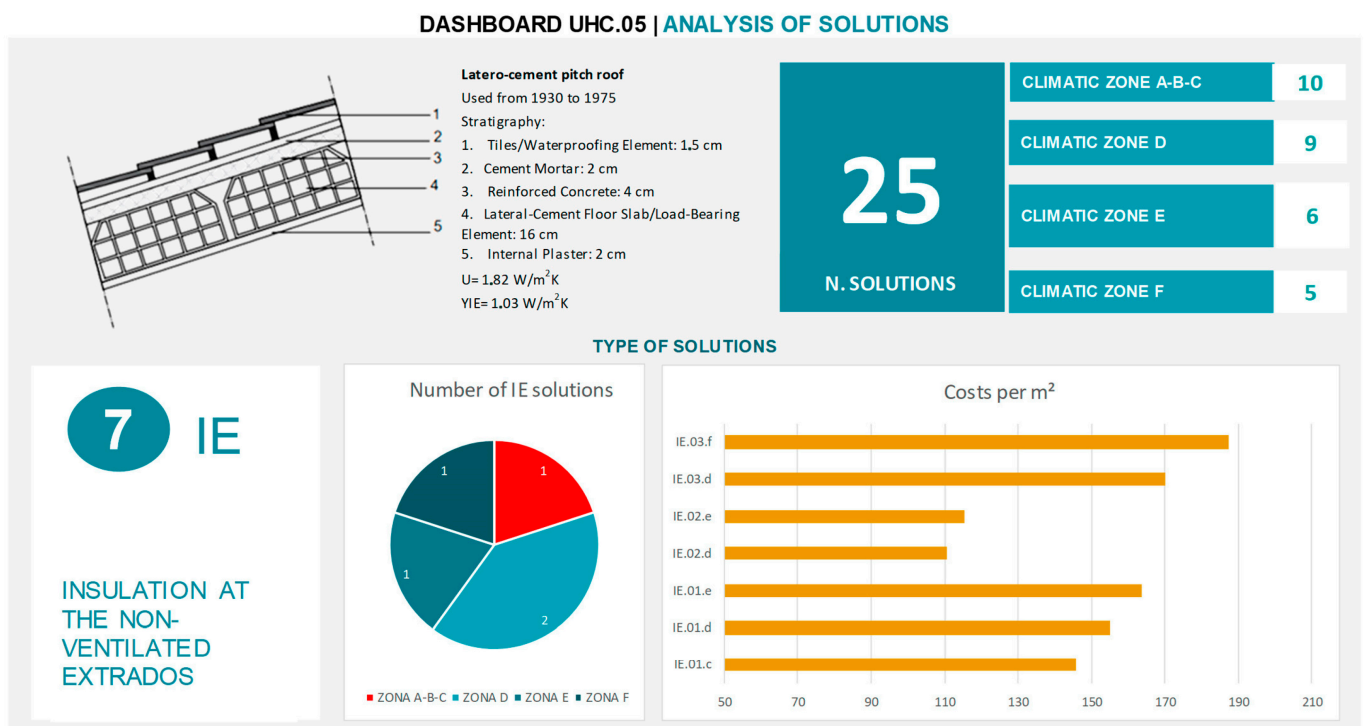 DASHBOARD UHC.05 | ANALYSIS OF SOLUTIONS
1
2
3
4
5
Latero-cement pitch roof
Used from 1930 to 1975
Stratigraphy:
1. Tiles/Waterproofing Element: 1.5 cm
2. Cement Mortar: 2 cm
3. Reinforced Concrete: 4 cm
4. Lateral-Cement Floor Slab/Load-Bearing
Element: 16 cm
5. Internal Plaster: 2 cm
U= 1.82 W/m²K
YIE= 1.03 W/m²K
25
N. SOLUTIONS
CLIMATIC ZONE A-B-C 10
CLIMATIC ZONE D 9
CLIMATIC ZONE E 6
CLIMATIC ZONE F 5
TYPE OF SOLUTIONS
7 IE
INSULATION AT
THE NON-
VENTILATED
EXTRADOS
Number of IE solutions
1
1
1
2
ZONA A-B-C ZONA D ZONA E ZONA F
Costs per m²
IE.03.f
IE.03.d
IE.02.e
IE.02.d
IE.01.e
IE.01.d
IE.01.c
50 70 90 110 130 150 170 190 210